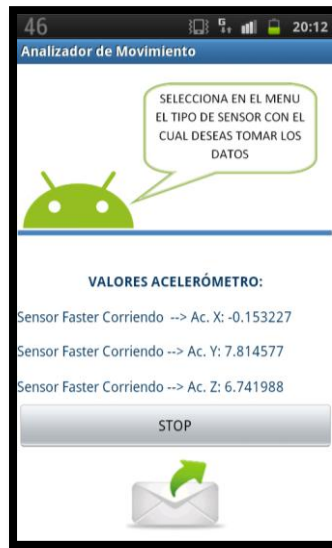 46
G
20:12
Analizador de Movimiento
SELECCIONA EN EL MENU
EL TIPO DE SENSOR CON EL
CUAL DESEAS TOMAR LOS
DATOS
VALORES ACELERÓMETRO:
Sensor Faster Corriendo --> Ac. X: -0.153227
Sensor Faster Corriendo --> Ac. Y: 7.814577
Sensor Faster Corriendo --> Ac. Z: 6.741988
STOP